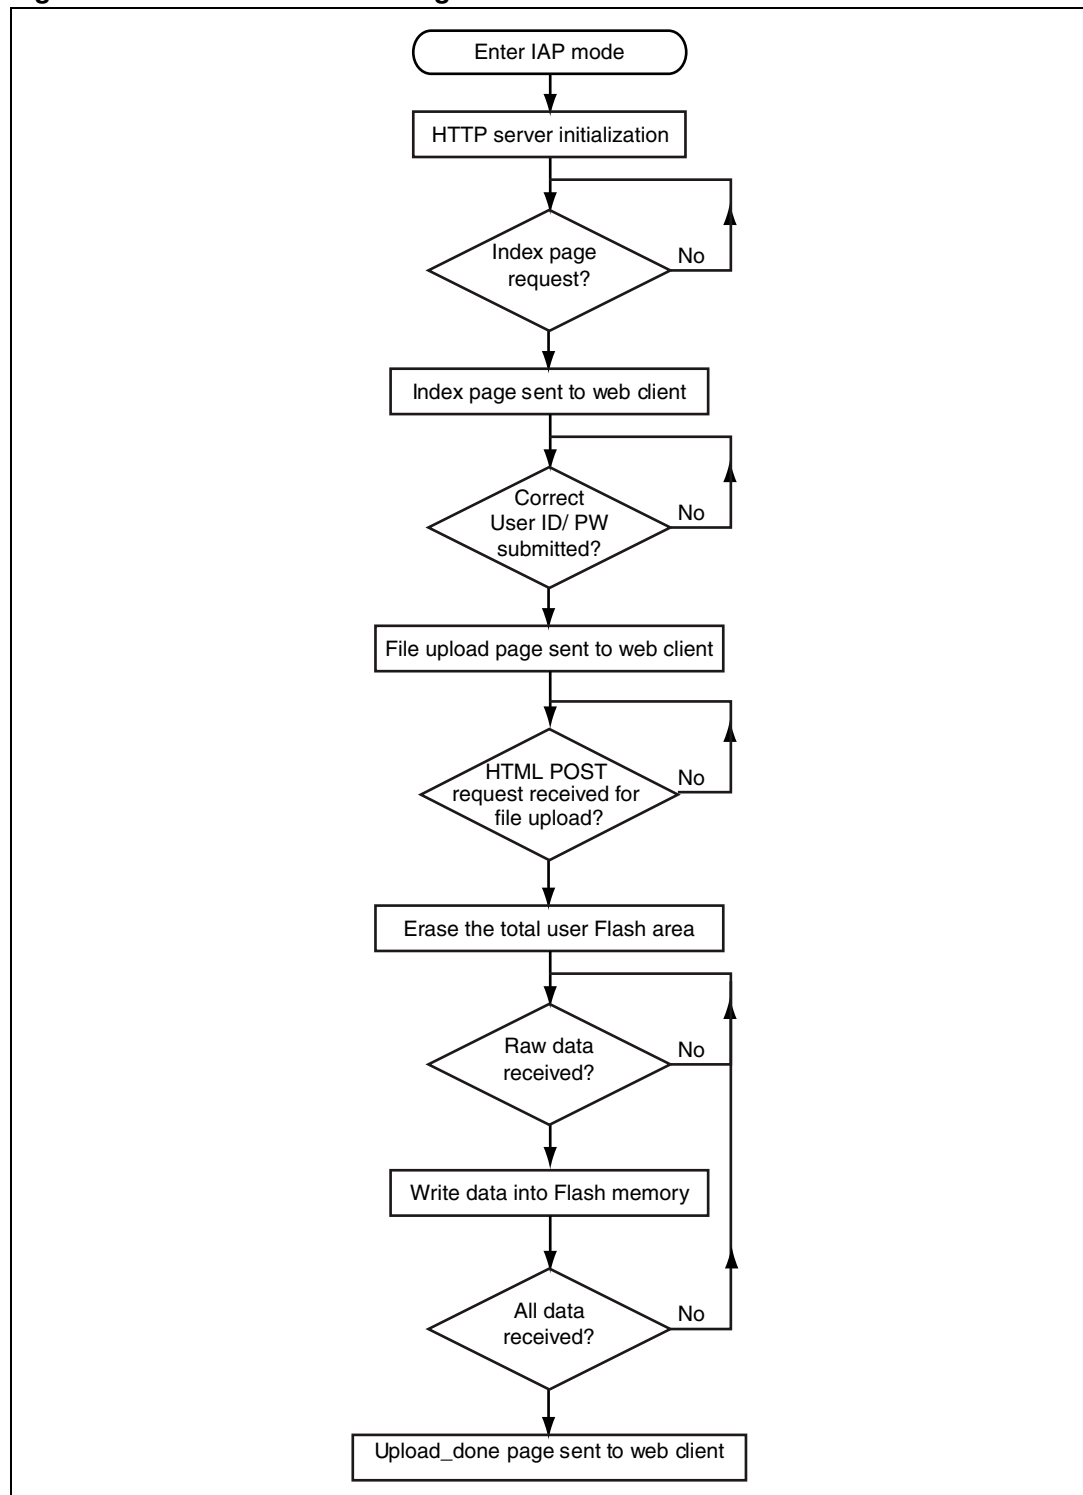 Enter IAP mode
HTTP server initialization
Index page
request?
No
Index page sent to web client
Correct
User ID/ PW
submitted?
No
File upload page sent to web client
HTML POST
request received for
file upload?
No
Erase the total user Flash area
Raw data
received?
No
Write data into Flash memory
All data
received?
No
Upload_done page sent to web client